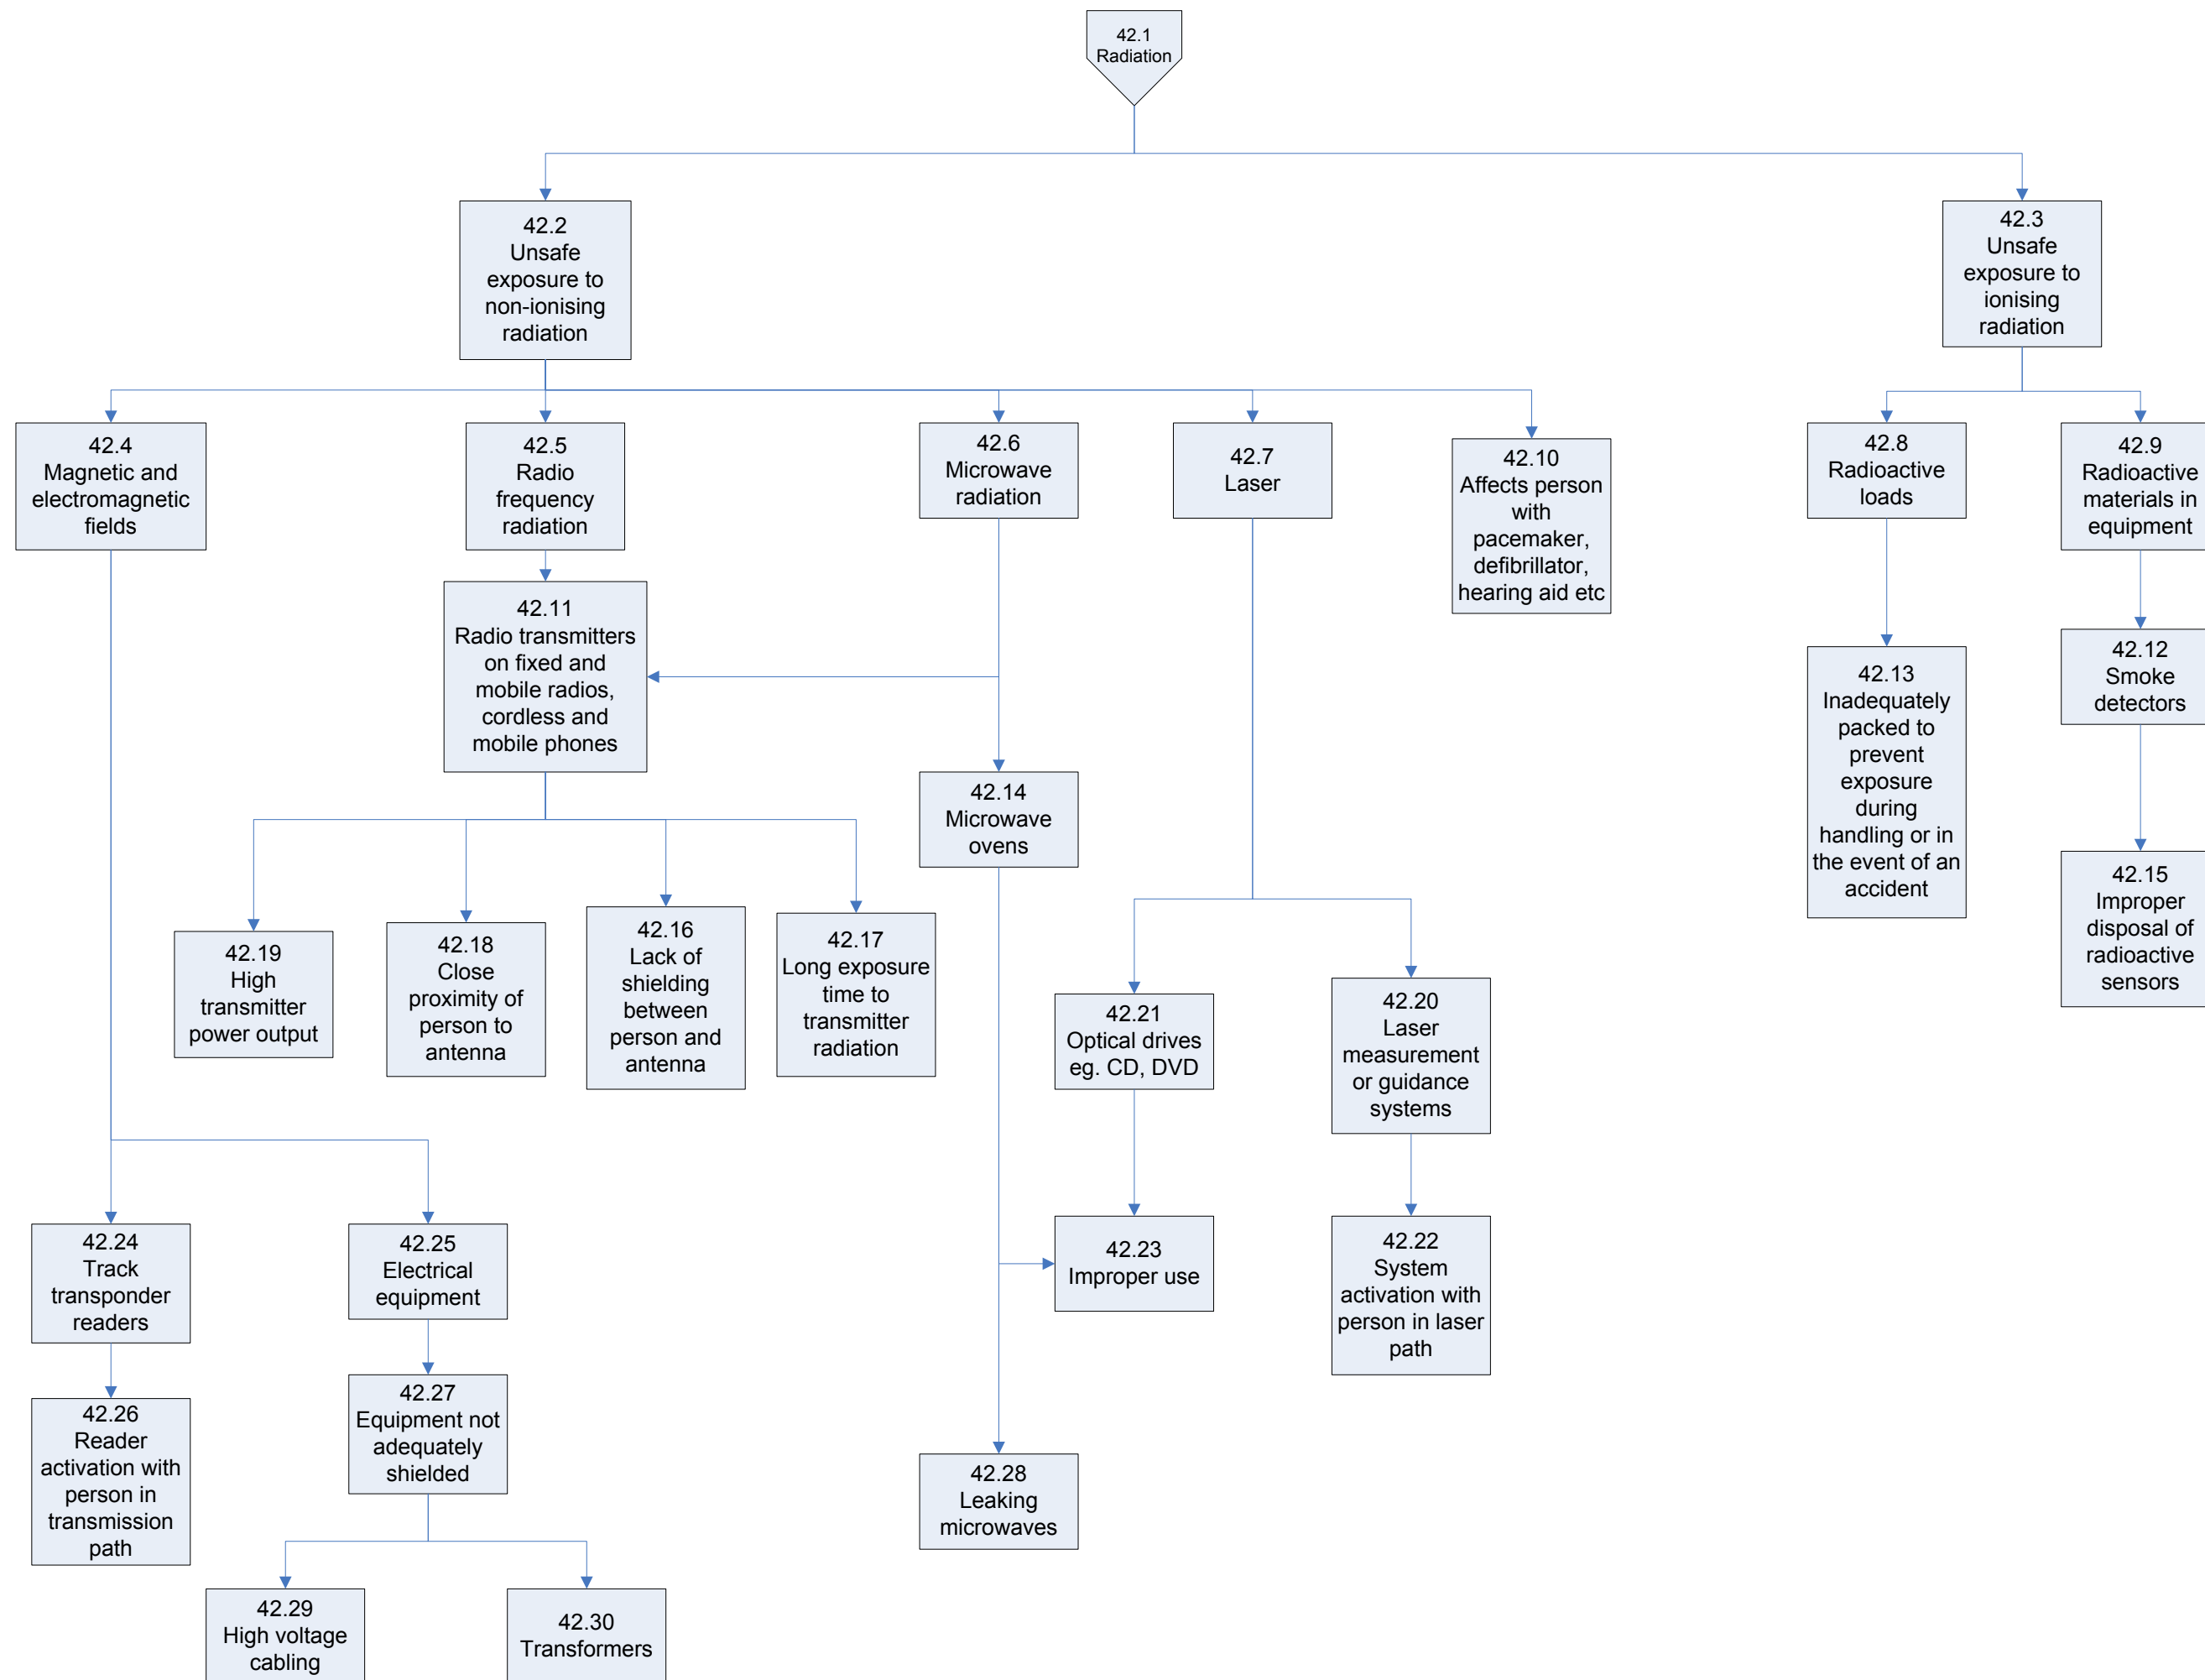 42.1
Radiation
42.2
Unsafe
exposure to
non-ionising
radiation
42.3
Unsafe
exposure to
ionising
radiation
42.4
Magnetic and
electromagnetic
fields
42.5
Radio
frequency
radiation
42.6
Microwave
radiation
42.7
Laser
42.10
Affects person
with
pacemaker,
defibrillator,
hearing aid etc
42.8
Radioactive
loads
42.9
Radioactive
materials in
equipment
42.11
Radio transmitters
on fixed and
mobile radios,
cordless and
mobile phones
42.12
Smoke
detectors
42.13
Inadequately
packed to
prevent
exposure
during
handling or in
the event of an
accident
42.14
Microwave
ovens
42.15
Improper
disposal of
radioactive
sensors
42.19
High
transmitter
power output
42.18
Close
proximity of
person to
antenna
42.16
Lack of
shielding
between
person and
antenna
42.17
Long exposure
time to
transmitter
radiation
42.21
Optical drives
eg. CD, DVD
42.20
Laser
measurement
or guidance
systems
42.24
Track
transponder
readers
42.25
Electrical
equipment
42.23
Improper use
42.22
System
activation with
person in laser
path
42.26
Reader
activation with
person in
transmission
path
42.27
Equipment not
adequately
shielded
42.28
Leaking
microwaves
42.29
High voltage
cabling
42.30
Transformers